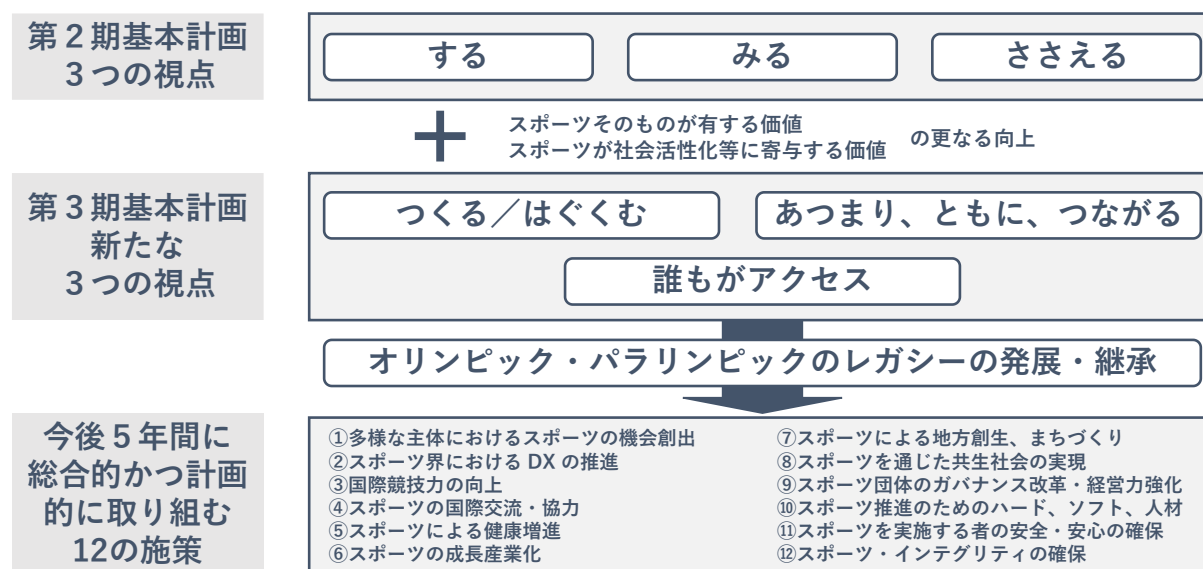 第２期基本計画
３つの視点
する
みる
ささえる
＋
スポーツそのものが有する価値
スポーツが社会活性化等に寄与する価値
の更なる向上
第３期基本計画
新たな
３つの視点
つくる／はぐくむ
あつまり、ともに、つながる
誰もがアクセス
オリンピック・パラリンピックのレガシーの発展・継承
今後５年間に
総合的かつ計画
的に取り組む
12の施策
①多様な主体におけるスポーツの機会創出
②スポーツ界における DX の推進
③国際競技力の向上
④スポーツの国際交流・協力
⑤スポーツによる健康増進
⑥スポーツの成長産業化
⑦スポーツによる地方創生、まちづくり
⑧スポーツを通じた共生社会の実現
⑨スポーツ団体のガバナンス改革・経営力強化
⑩スポーツ推進のためのハード、ソフト、人材
⑪スポーツを実施する者の安全・安心の確保
⑫スポーツ・インテグリティの確保